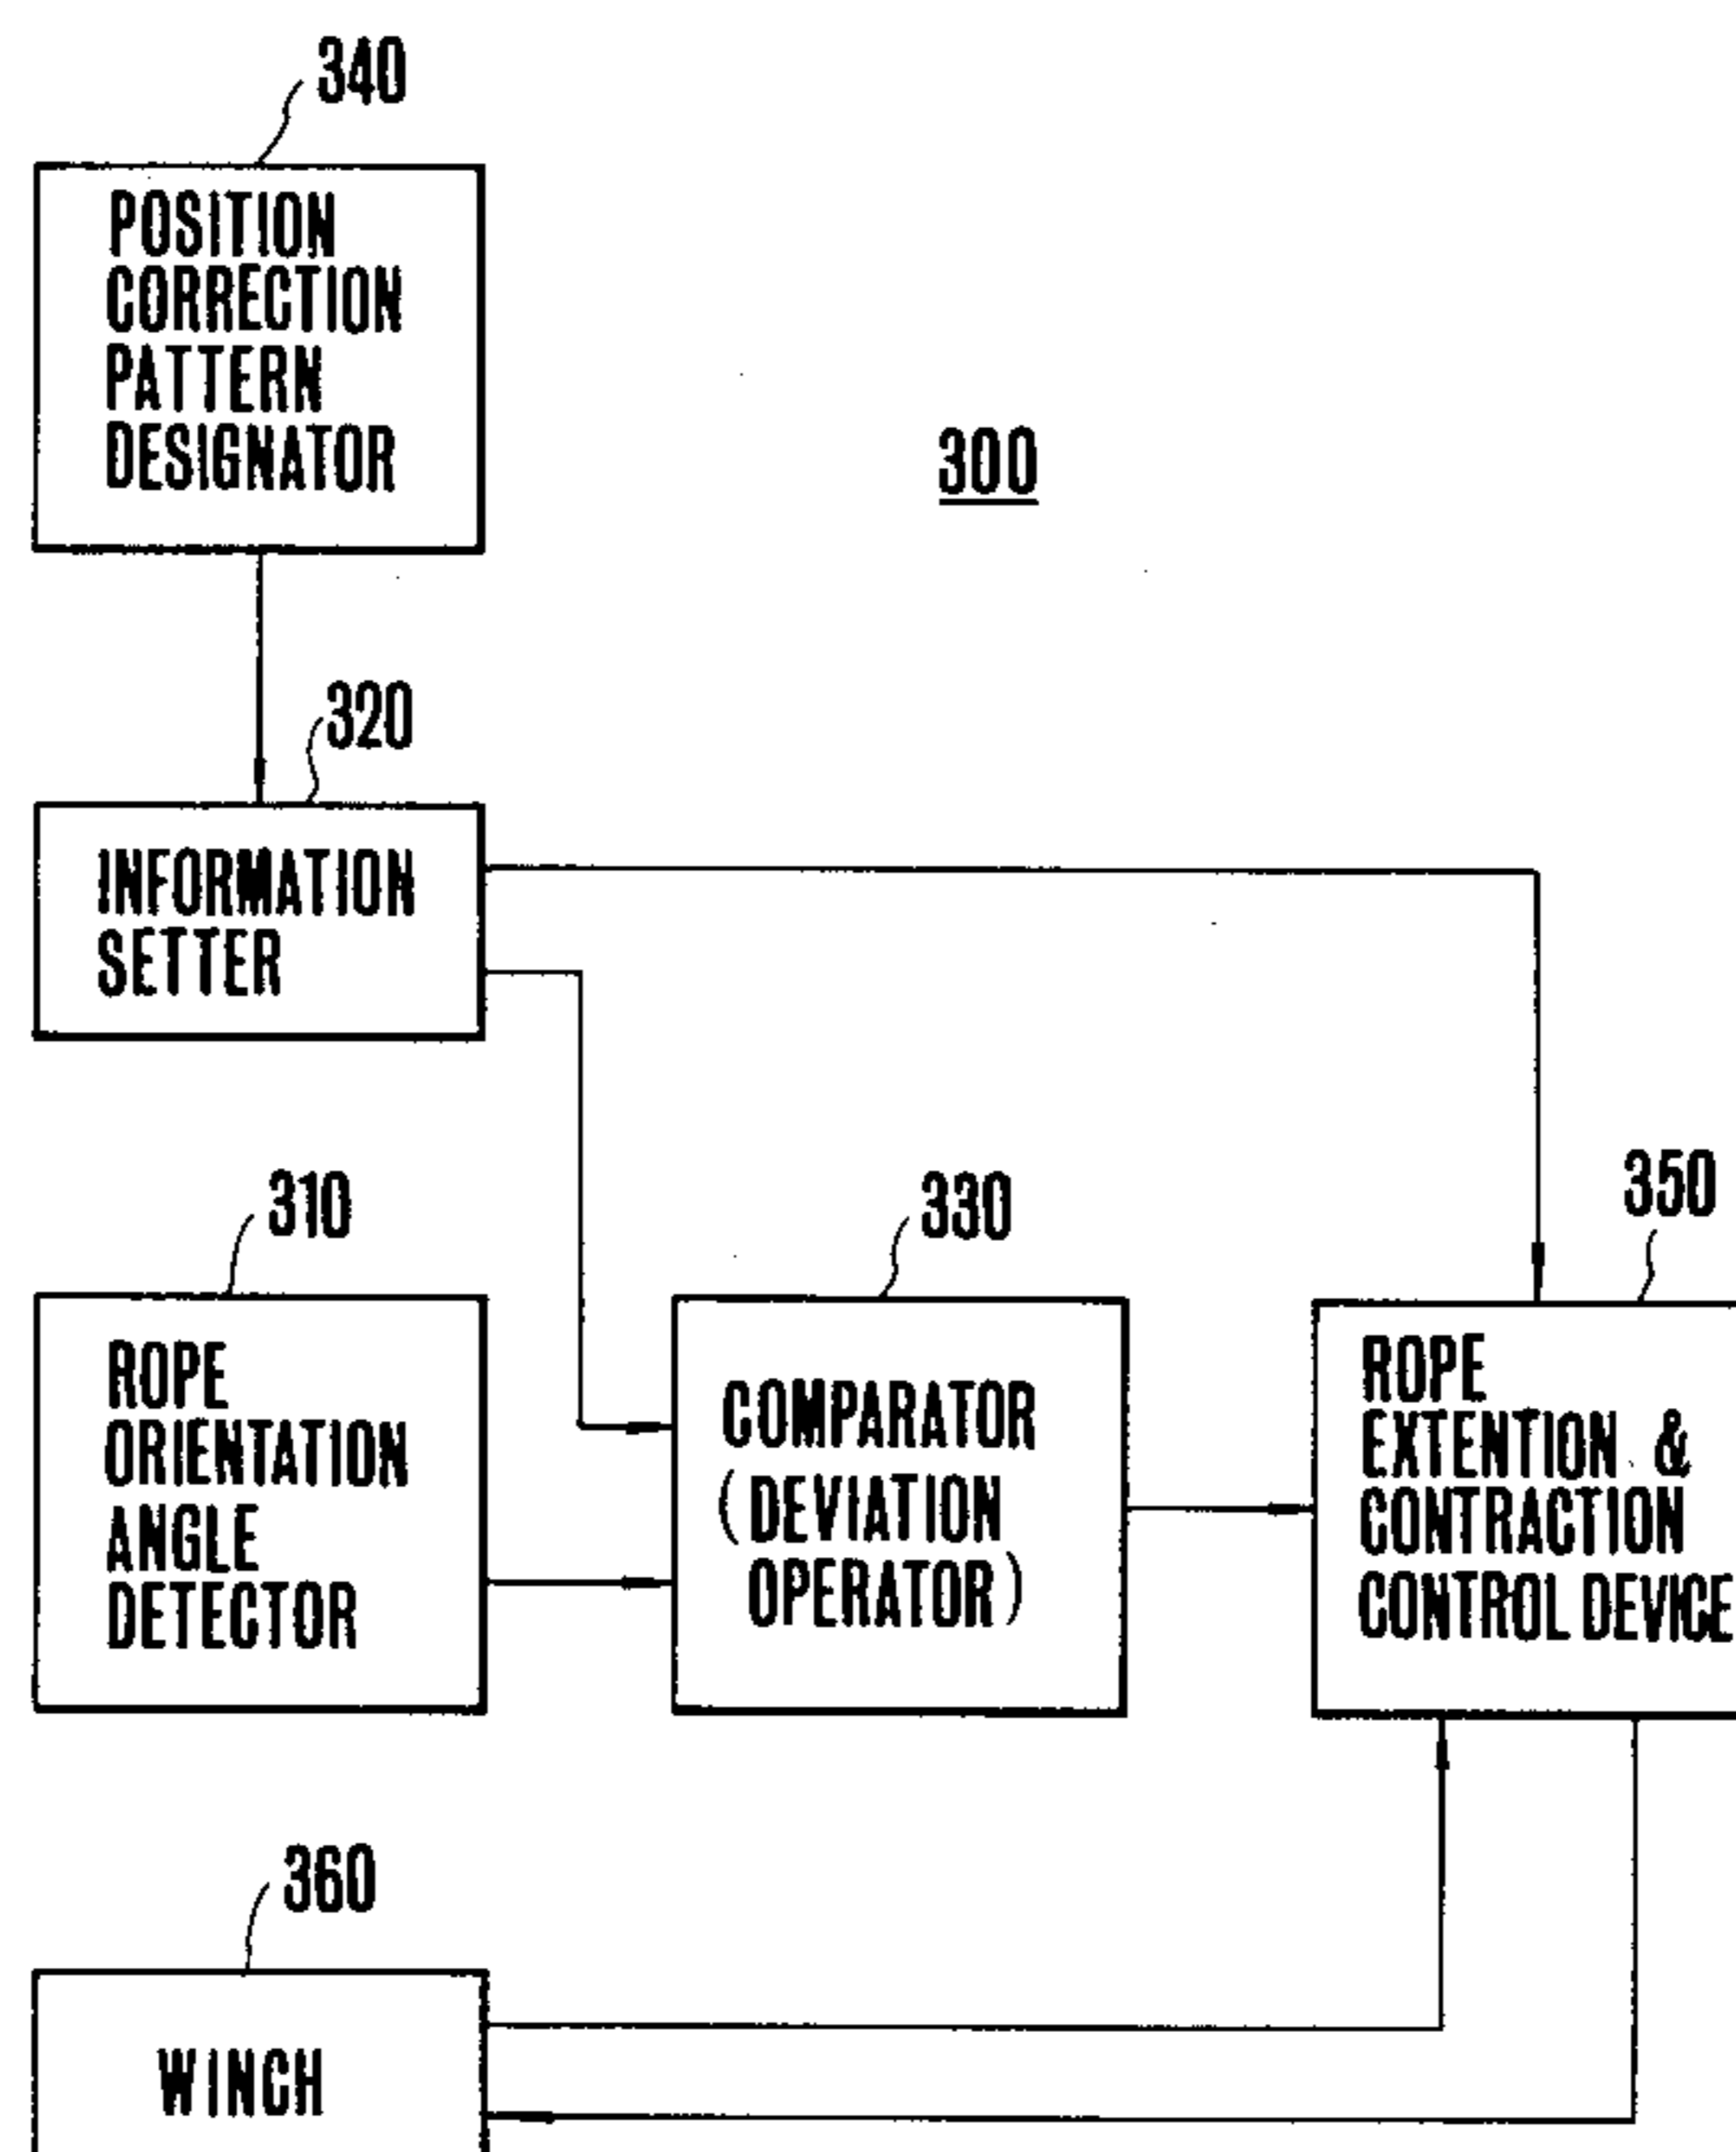 340
POSITION
CORRECTION
PATTERN
DESIGNATOR
300
320
INFORMATION
SETTER
310
ROPE
ORIENTATION
ANGLE
DETECTOR
330
COMPARATOR
(DEVIATION
OPERATOR)
350
ROPE
EXTENTION &
CONTRACTION
CONTROL DEVICE
360
WINCH